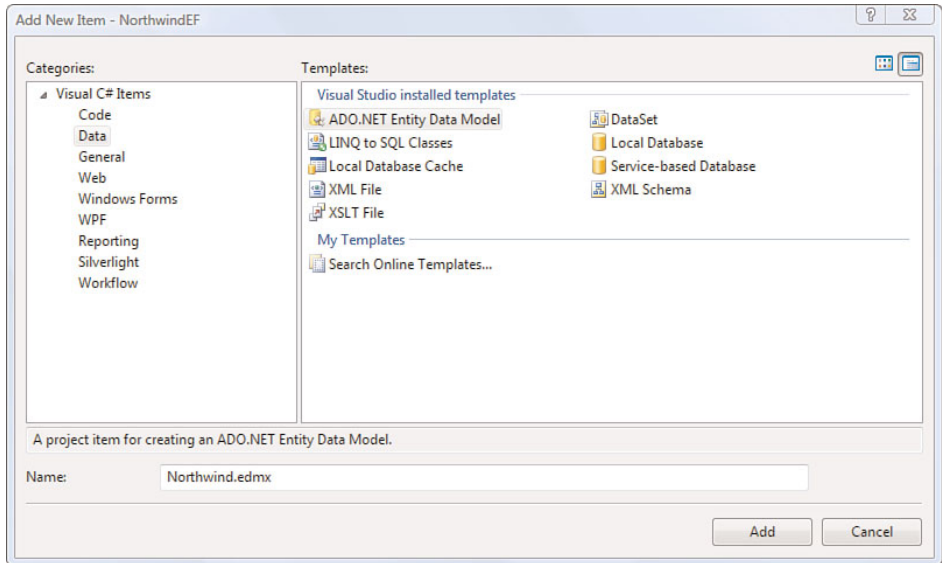 Add New Item - NorthwindEF
Categories:
Visual C# Items
Code
Data
General
Web
Windows Forms
WPF
Reporting
Silverlight
Workflow
Templates:
Visual Studio installed templates
ADO.NET Entity Data Model
DataSet
LINQ to SQL Classes
Local Database
Local Database Cache
Service-based Database
XML File
XML Schema
XSLT File
My Templates
Search Online Templates...
A project item for creating an ADO.NET Entity Data Model.
Name: Northwind.edmx
Add Cancel